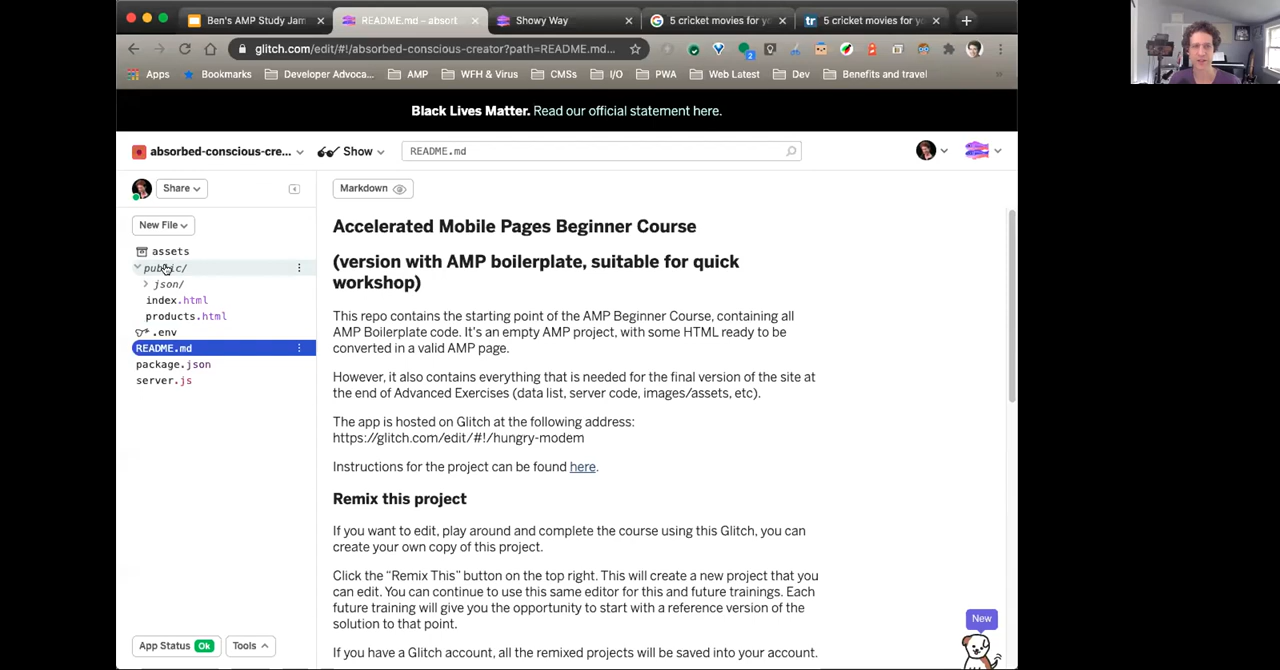 Ben's AMP Study Jam
README.md – absort
Showy Way
5 cricket movies for yo
5 cricket movies for yo
glitch.com/edit/#!/absorbed-conscious-creator?path=README.md...
2
Apps
Bookmarks
Developer Advoca...
AMP
WFH & Virus
CMSs
I/O
PWA
Web Latest
Dev
Benefits and travel
»
Black Lives Matter. Read our official statement here.
absorbed-conscious-cre...
Show
README.md
Share
Markdown
New File
assets
public/
json/
index.html
products.html
.env
README.md
package.json
server.js
Accelerated Mobile Pages Beginner Course
(version with AMP boilerplate, suitable for quick
workshop)
This repo contains the starting point of the AMP Beginner Course, containing all
AMP Boilerplate code. It's an empty AMP project, with some HTML ready to be
converted in a valid AMP page.
However, it also contains everything that is needed for the final version of the site at
the end of Advanced Exercises (data list, server code, images/assets, etc).
The app is hosted on Glitch at the following address:
https://glitch.com/edit/#!/hungry-modem
Instructions for the project can be found here.
Remix this project
If you want to edit, play around and complete the course using this Glitch, you can
create your own copy of this project.
Click the “Remix This” button on the top right. This will create a new project that you
can edit. You can continue to use this same editor for this and future trainings. Each
future training will give you the opportunity to start with a reference version of the
solution to that point.
If you have a Glitch account, all the remixed projects will be saved into your account.
App Status Ok
Tools
New